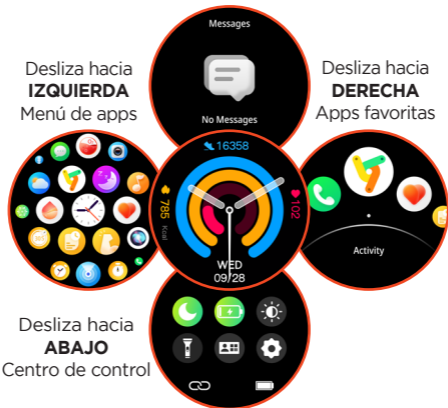 Messages
No Messages
Desliza hacia
IZQUIERDA
Menú de apps
Desliza hacia
DERECHA
Apps favoritas
16358
785
Kcal
102
WED
09/28
Activity
Desliza hacia
ABAJO
Centro de control